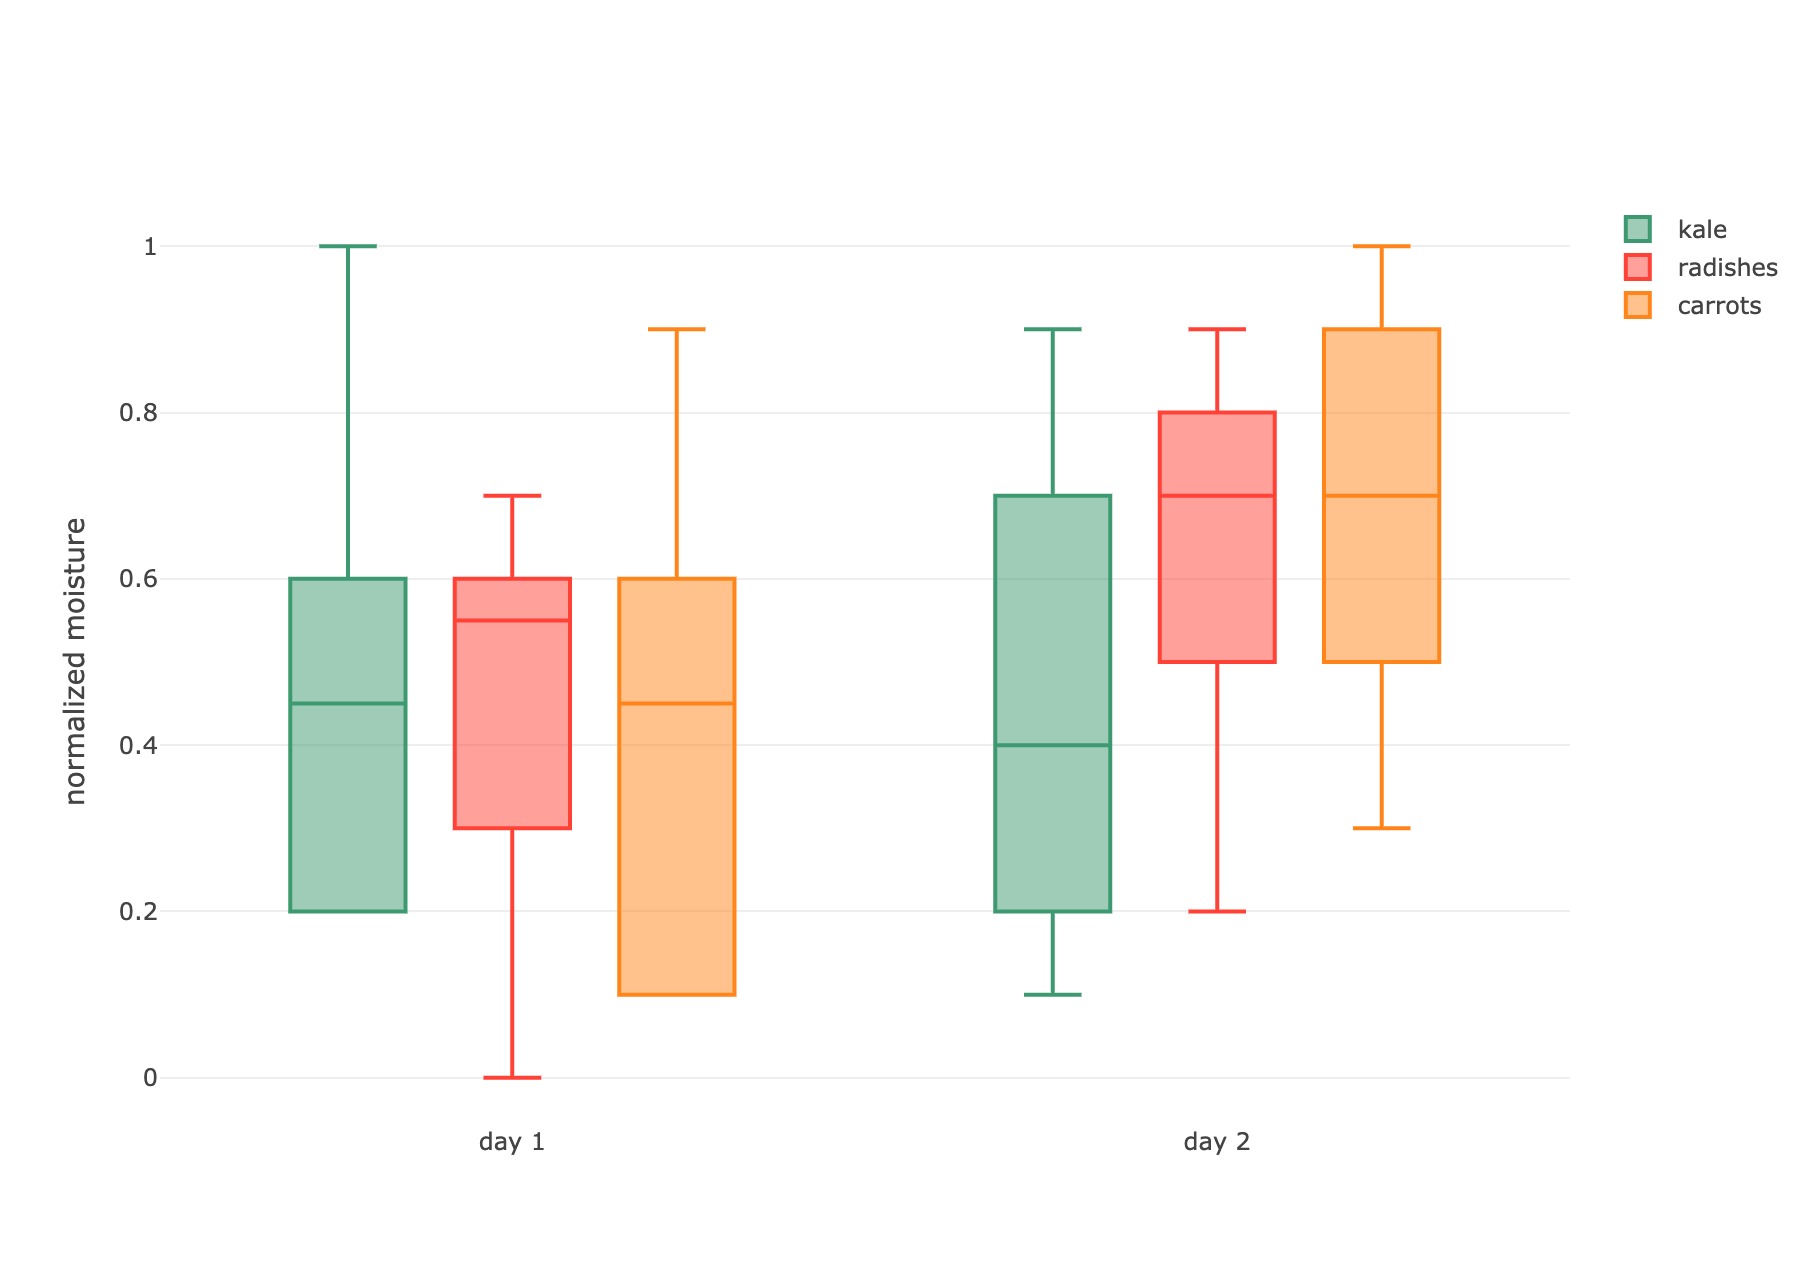 kale
radishes
carrots
normalized moisture
1
0.8
0.6
0.4
0.2
0
day 1
day 2